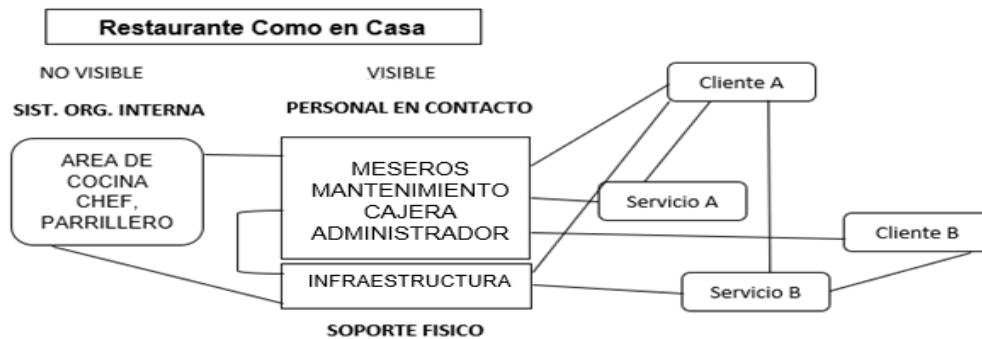 Restaurante Como en Casa
NO VISIBLE
VISIBLE
SIST. ORG. INTERNA
PERSONAL EN CONTACTO
AREA DE
COCINA
CHEF,
PARRILLERO
MESEROS
MANTENIMIENTO
CAJERA
ADMINISTRADOR
INFRAESTRUCTURA
SOPORTE FISICO
Cliente A
Servicio A
Cliente B
Servicio B